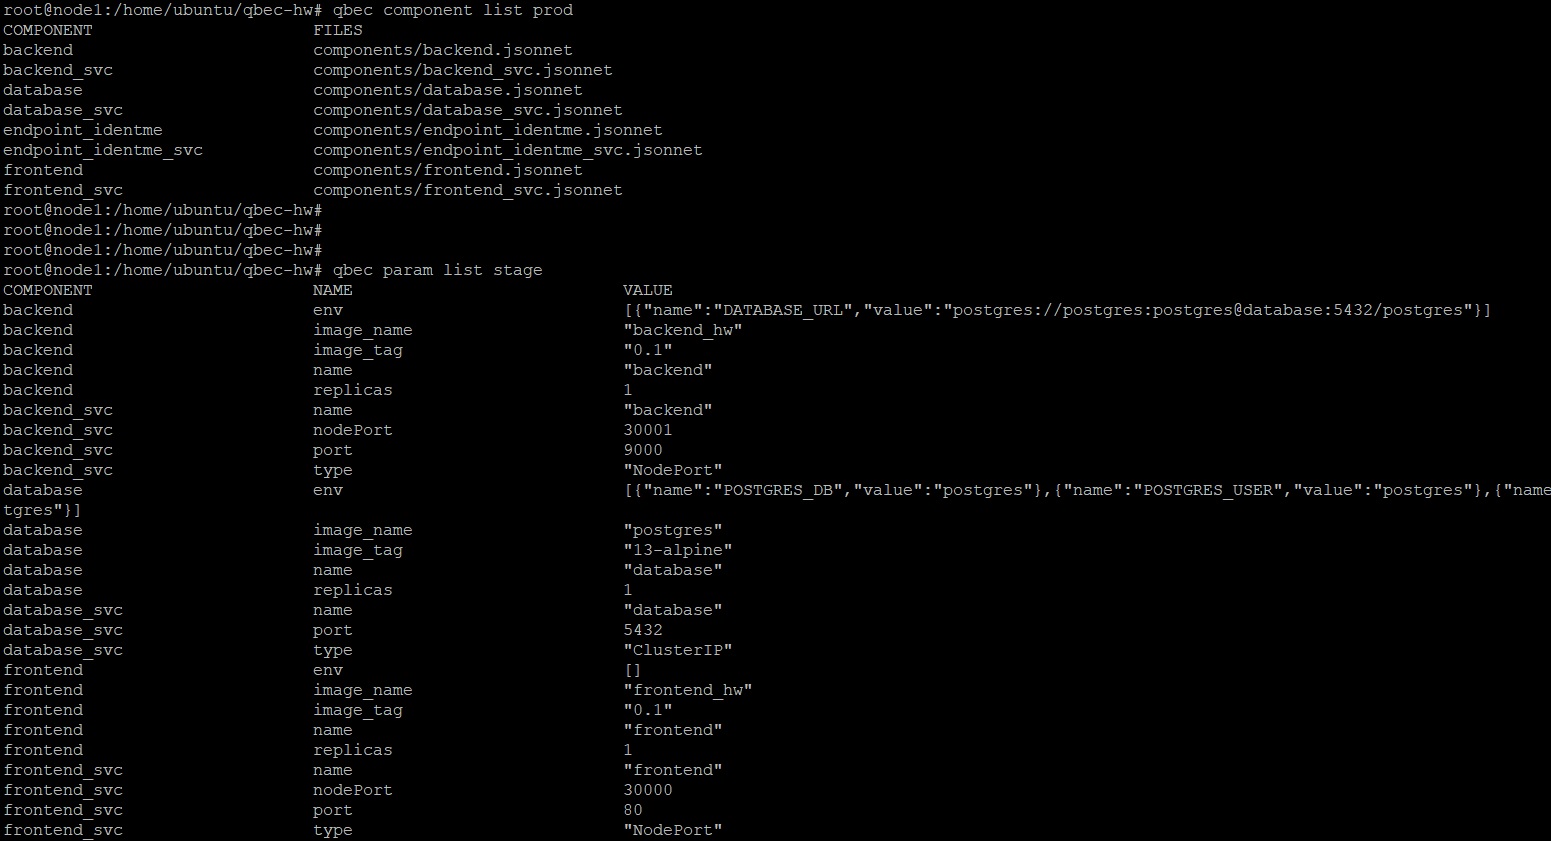 root@node1:/home/ubuntu/qbec-hw# qbec component list prod
COMPONENT                      FILES
backend                        components/backend.jsonnet
backend_svc                    components/backend_svc.jsonnet
database                       components/database.jsonnet
database_svc                   components/database_svc.jsonnet
endpoint_identme               components/endpoint_identme.jsonnet
endpoint_identme_svc           components/endpoint_identme_svc.jsonnet
frontend                       components/frontend.jsonnet
frontend_svc                   components/frontend_svc.jsonnet
root@node1:/home/ubuntu/qbec-hw#
root@node1:/home/ubuntu/qbec-hw#
root@node1:/home/ubuntu/qbec-hw#
root@node1:/home/ubuntu/qbec-hw# qbec param list stage
COMPONENT                      NAME                           VALUE
backend                        env                            [{"name":"DATABASE_URL","value":"postgres://postgres:postgres@database:5432/postgres"}]
backend                        image_name                     "backend_hw"
backend                        image_tag                      "0.1"
backend                        name                           "backend"
backend                        replicas                       1
backend_svc                    name                           "backend"
backend_svc                    nodePort                       30001
backend_svc                    port                           9000
backend_svc                    type                           "NodePort"
database                       env                            [{"name":"POSTGRES_DB","value":"postgres"},{"name":"POSTGRES_USER","value":"postgres"},{"name
tgres"}]
database                       image_name                     "postgres"
database                       image_tag                      "13-alpine"
database                       name                           "database"
database                       replicas                       1
database_svc                   name                           "database"
database_svc                   port                           5432
database_svc                   type                           "ClusterIP"
frontend                       env                            []
frontend                       image_name                     "frontend_hw"
frontend                       image_tag                      "0.1"
frontend                       name                           "frontend"
frontend                       replicas                       1
frontend_svc                   name                           "frontend"
frontend_svc                   nodePort                       30000
frontend_svc                   port                           80
frontend_svc                   type                           "NodePort"